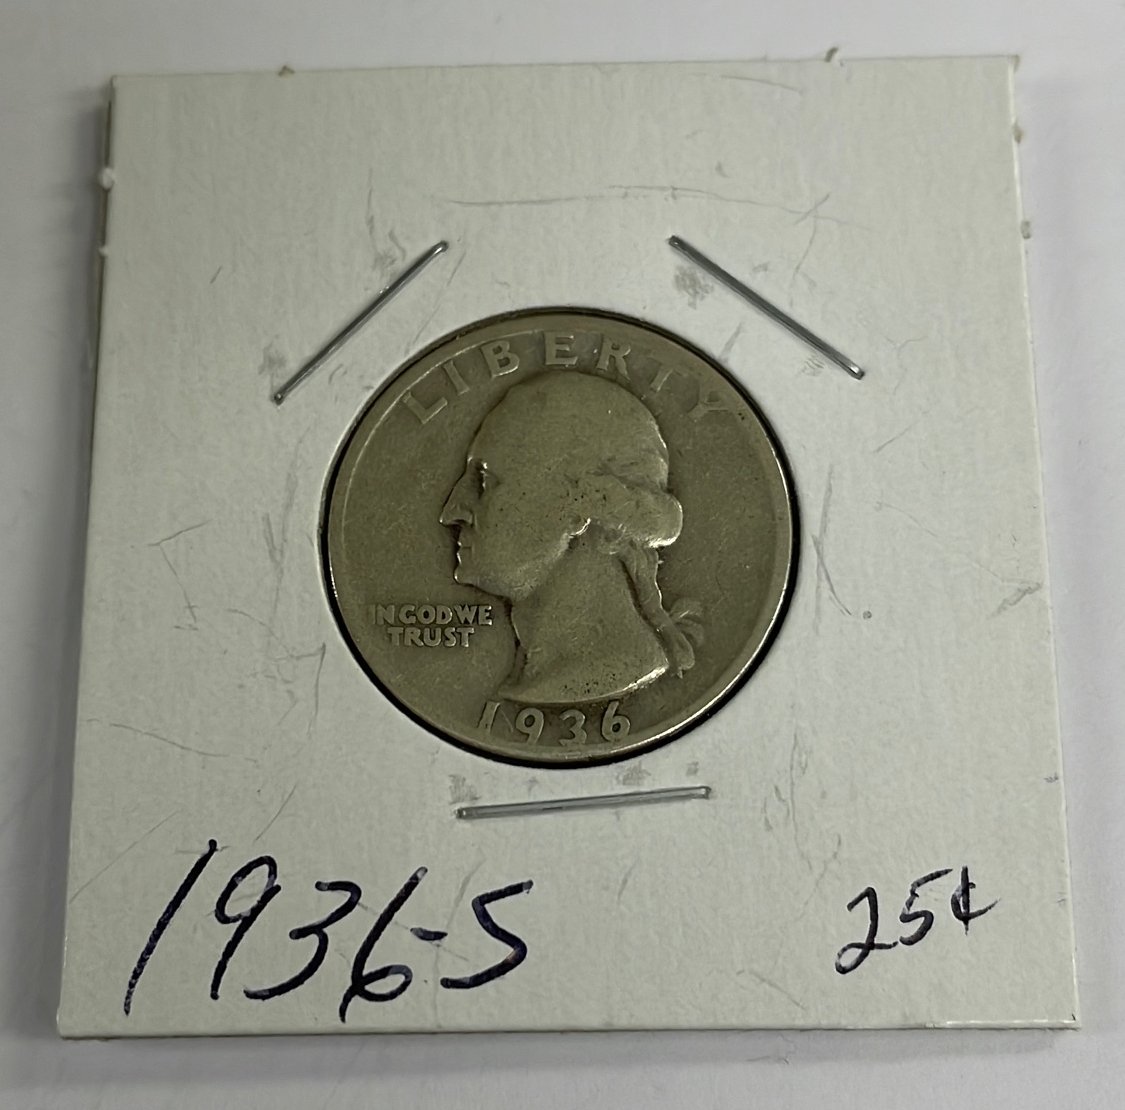 LIBERTY
IN GOD WE
TRUST
1936
1936-S 25¢